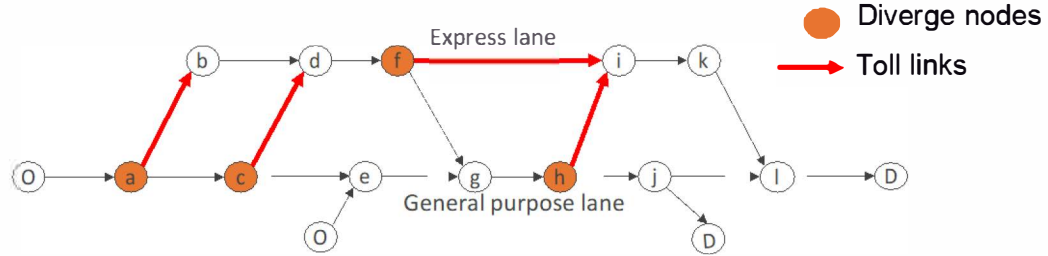 Diverge nodes
Express lane
b
d
f
i
k
Toll links
O
a
c
e
g
h
j
l
D
General purpose lane
O
D